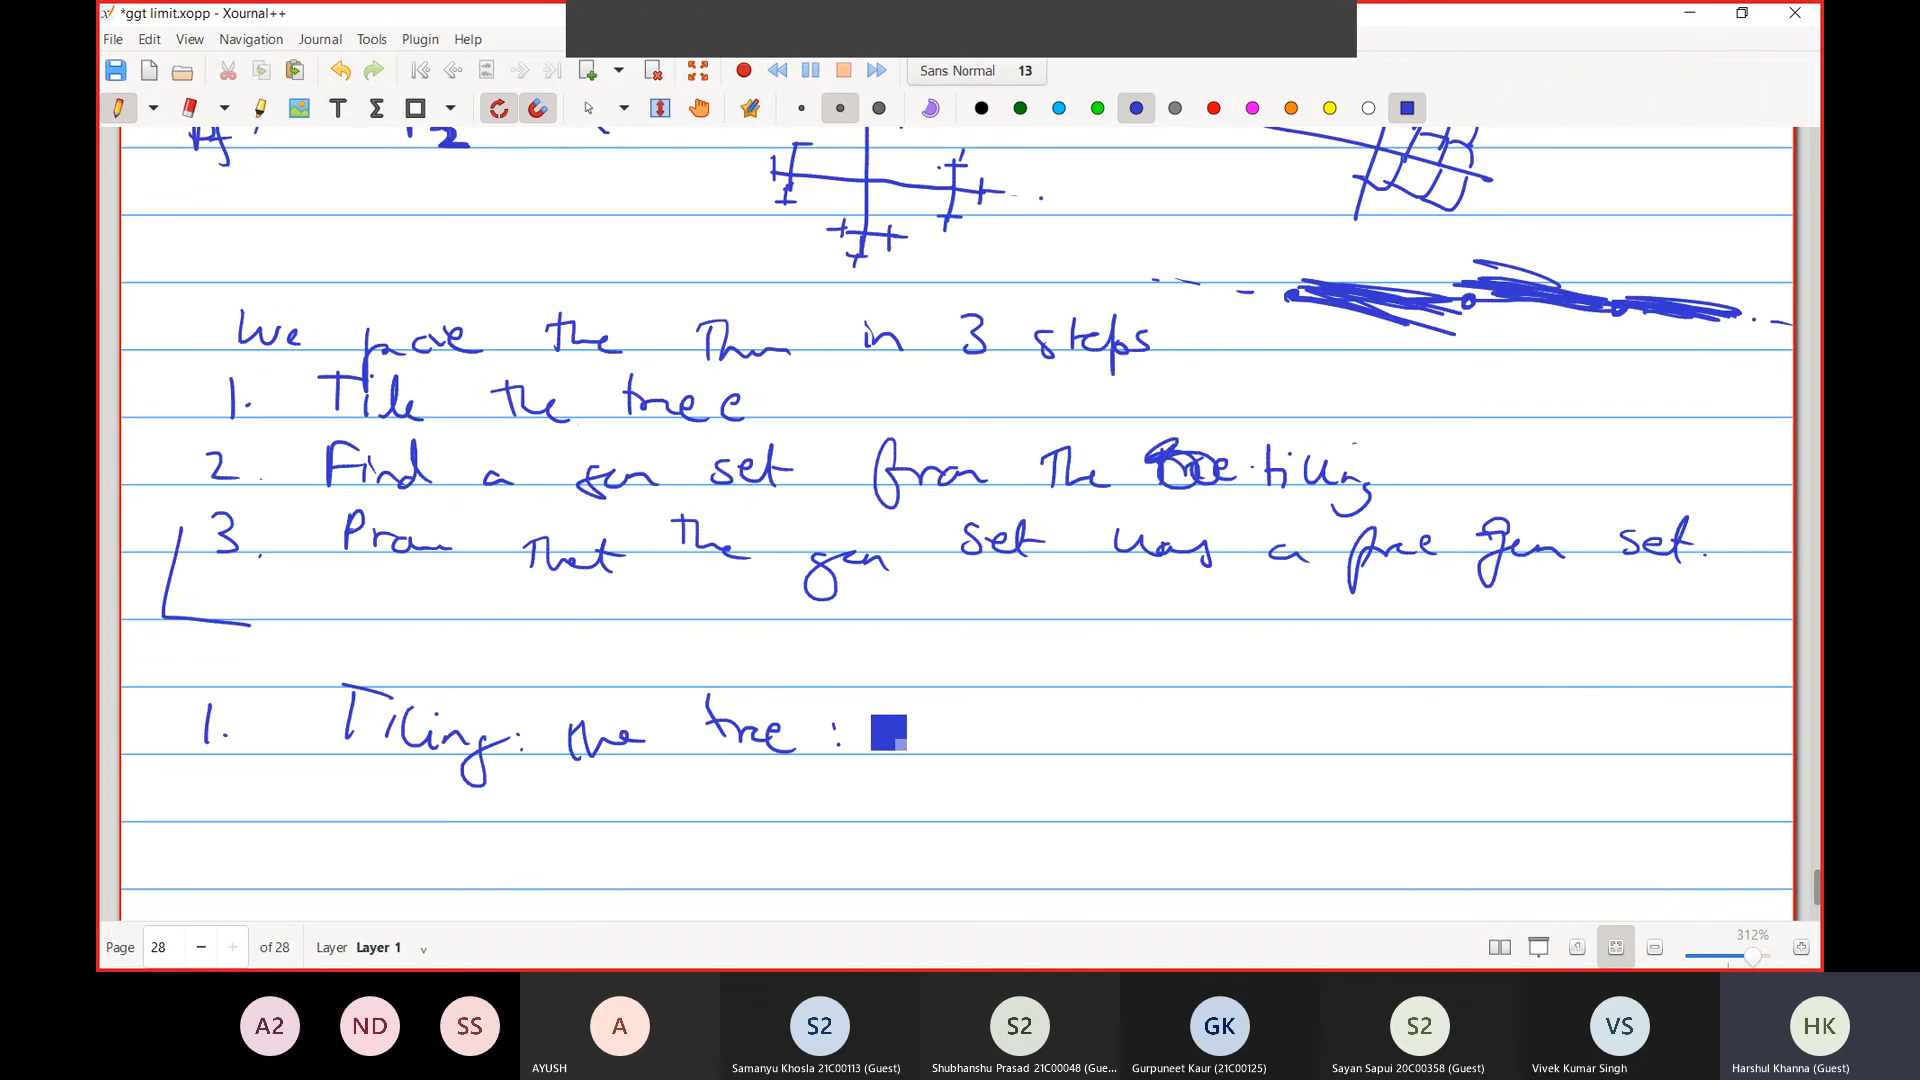 *ggt limit.xopp - Xournal++
File Edit View Navigation Journal Tools Plugin Help
Sans Normal 13
We prove the Thm in 3 steps
1. Tile the tree
2. Find a gen set from the tiling
3. Prove that the gen set was a free gen set.
1. Tiling the tree :
Page 28 of 28 Layer Layer 1
312%
A2 ND SS A S2 S2 GK S2 VS HK
AYUSH Samanyu Khosla 21C00113 (Guest) Shubhanshu Prasad 21C00048 (Gue... Gurpuneet Kaur (21C00125) Sayan Sapui 20C00358 (Guest) Vivek Kumar Singh Harshul Khanna (Guest)